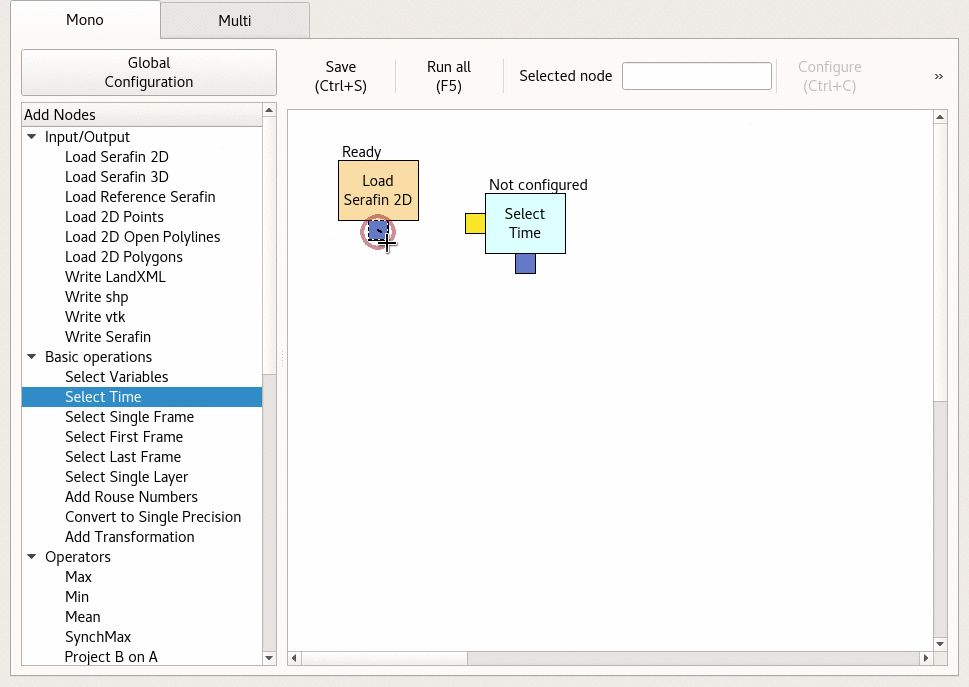 Mono
Multi
Global
Configuration
Save
(Ctrl+S)
Run all
(F5)
Selected node
Configure
(Ctrl+C)
»
Add Nodes
Input/Output
Load Serafin 2D
Load Serafin 3D
Load Reference Serafin
Load 2D Points
Load 2D Open Polylines
Load 2D Polygons
Write LandXML
Write shp
Write vtk
Write Serafin
Basic operations
Select Variables
Select Time
Select Single Frame
Select First Frame
Select Last Frame
Select Single Layer
Add Rouse Numbers
Convert to Single Precision
Add Transformation
Operators
Max
Min
Mean
SynchMax
Project B on A
Ready
Load
Serafin 2D
Not configured
Select
Time